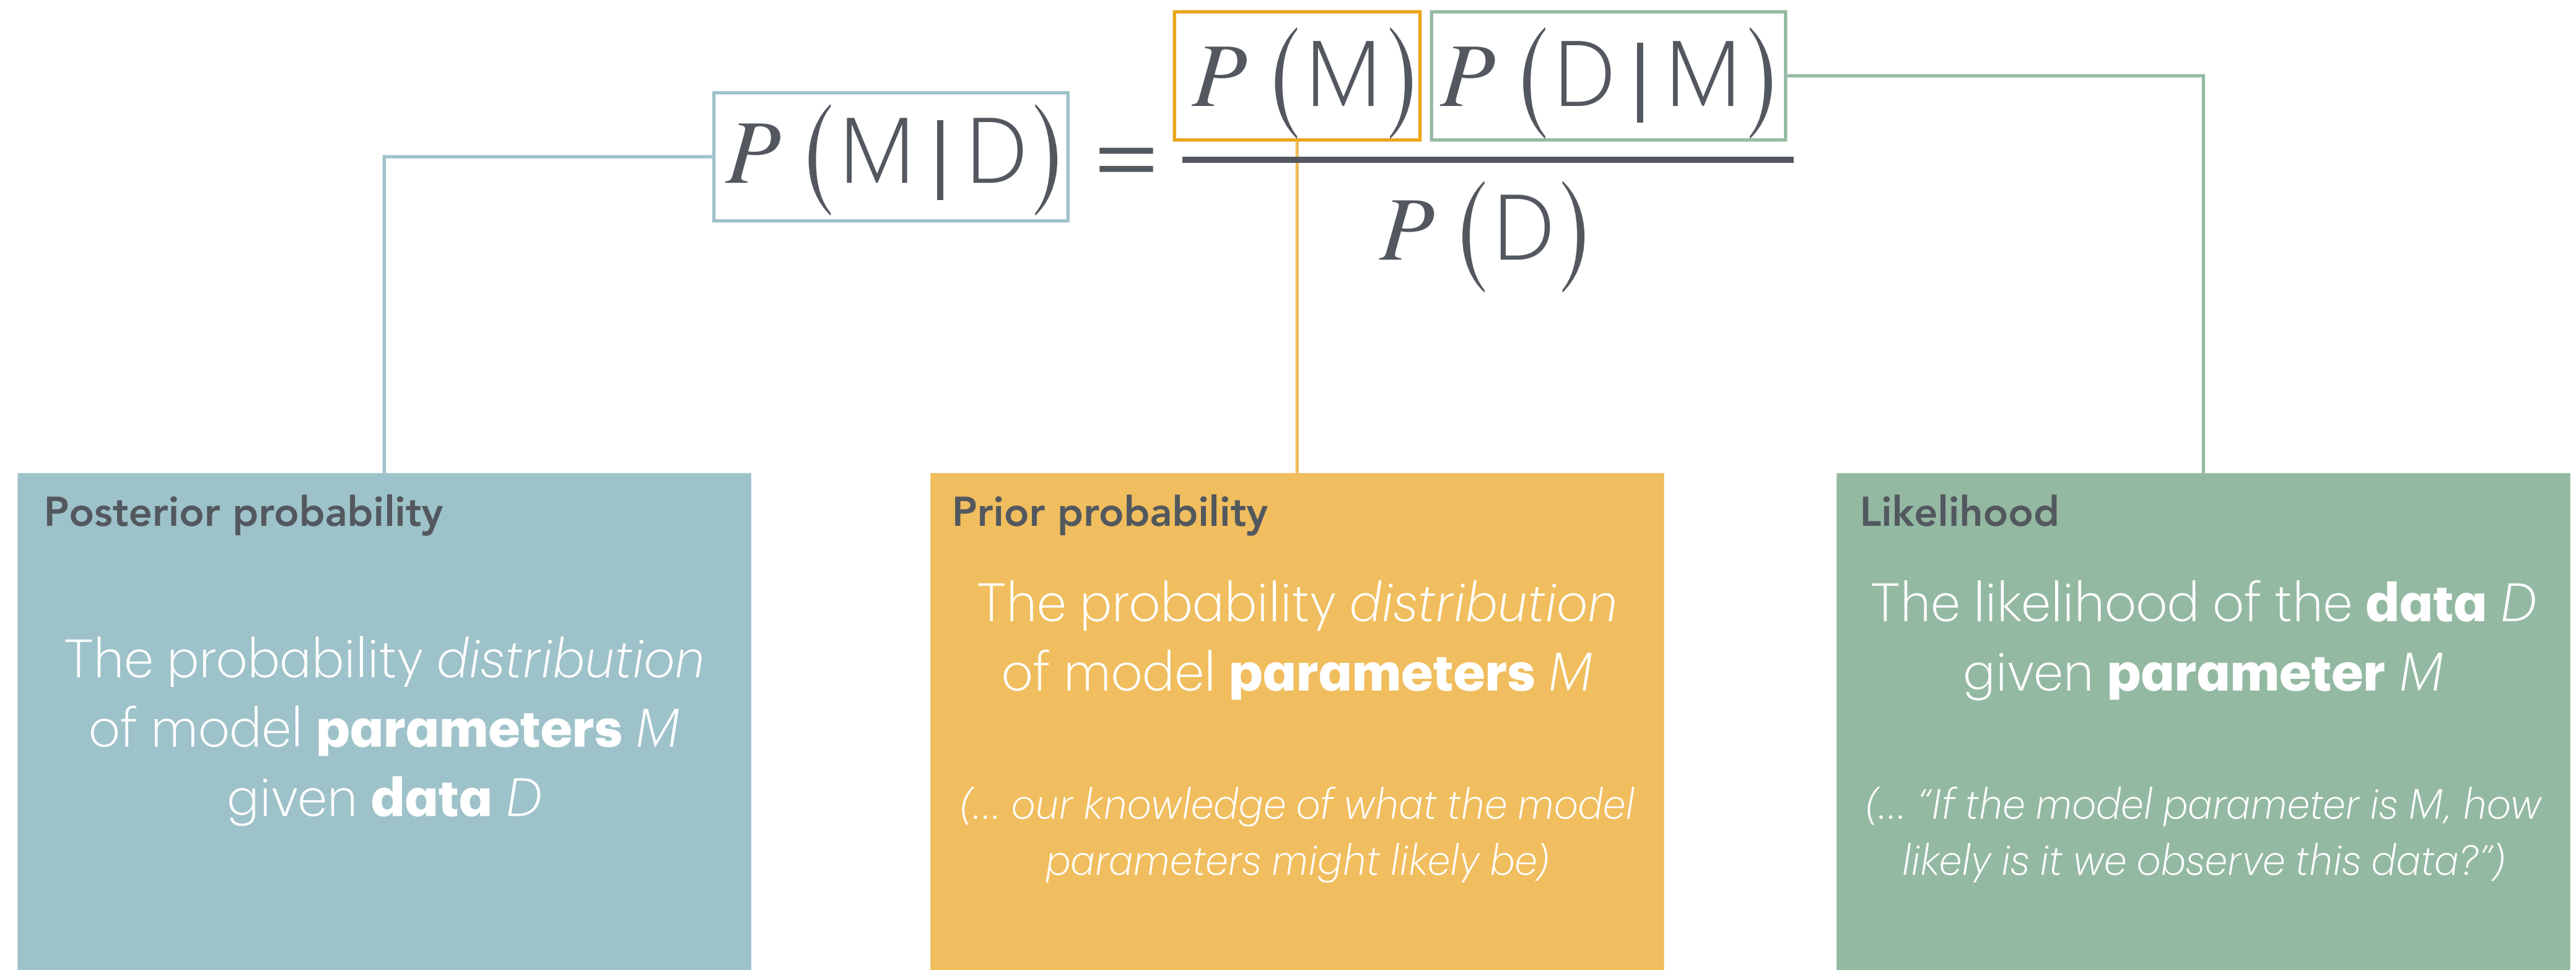 P (M | D) = P (M) P (D | M)
P (D)
Posterior probability
The probability distribution
of model parameters M
given data D
Prior probability
The probability distribution
of model parameters M
(... our knowledge of what the model
parameters might likely be)
Likelihood
The likelihood of the data D
given parameter M
(... “If the model parameter is M, how
likely is it we observe this data?”)